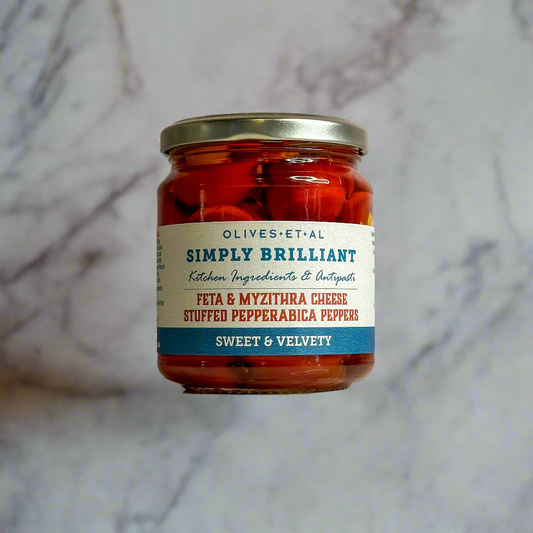 OLIVES•ET•AL
SIMPLY BRILLIANT
Kitchen Ingredients & Antipasti
FETA & MYZITHRA CHEESE
STUFFED PEPPERABICA PEPPERS
SWEET & VELVETY